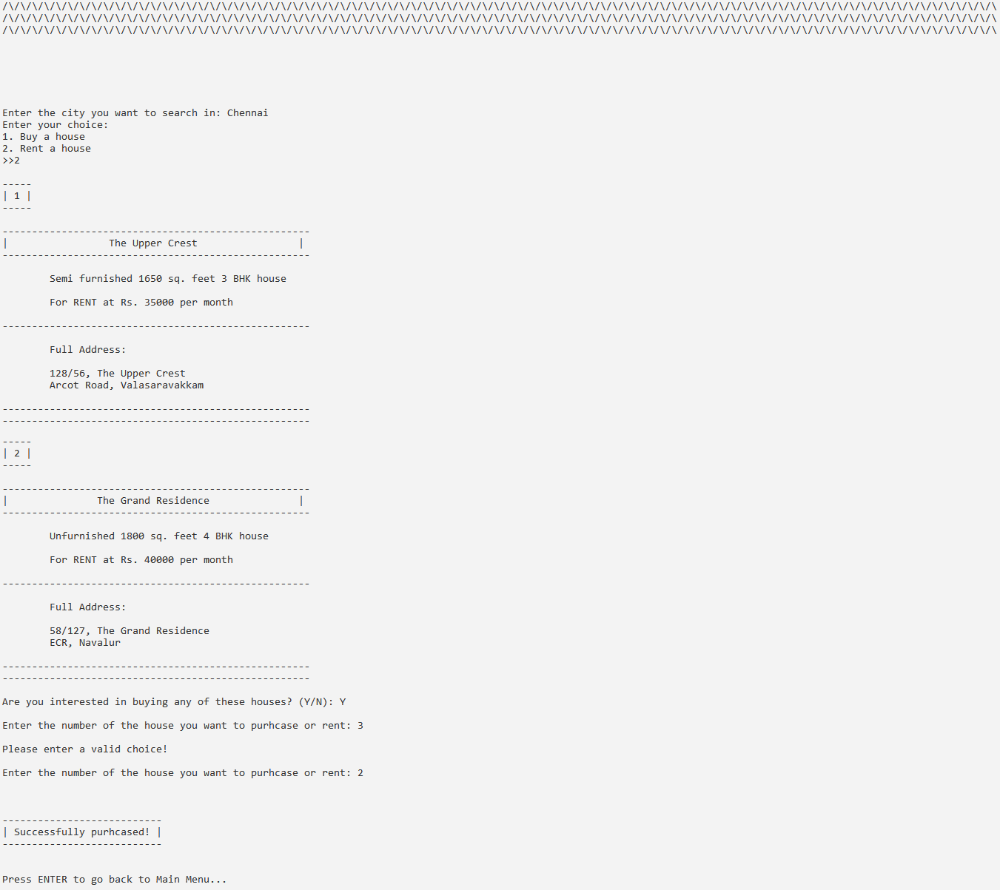 /\/\/\/\/\/\/\/\/\/\/\/\/\/\/\/\/\/\/\/\/\/\/\/\/\/\/\/\/\/\/\/\/\/\/\/\/\/\/\/\/\/\/\/\/\/\/\/\/\/\/\/\/\/\/\/\/\/\/\/\/\/\/\/\/\/\/\/\/\/\/\/\/\/\/\/\/\/\/\/\/\/\/\/\
/\/\/\/\/\/\/\/\/\/\/\/\/\/\/\/\/\/\/\/\/\/\/\/\/\/\/\/\/\/\/\/\/\/\/\/\/\/\/\/\/\/\/\/\/\/\/\/\/\/\/\/\/\/\/\/\/\/\/\/\/\/\/\/\/\/\/\/\/\/\/\/\/\/\/\/\/\/\/\/\/\/\/\/\
/\/\/\/\/\/\/\/\/\/\/\/\/\/\/\/\/\/\/\/\/\/\/\/\/\/\/\/\/\/\/\/\/\/\/\/\/\/\/\/\/\/\/\/\/\/\/\/\/\/\/\/\/\/\/\/\/\/\/\/\/\/\/\/\/\/\/\/\/\/\/\/\/\/\/\/\/\/\/\/\/\/\/\/\
Enter the city you want to search in: Chennai
Enter your choice:
1. Buy a house
2. Rent a house
>>2
-----
| 1 |
-----
----------------------------------------------------
|                 The Upper Crest                 |
----------------------------------------------------
Semi furnished 1650 sq. feet 3 BHK house
For RENT at Rs. 35000 per month
----------------------------------------------------
Full Address:
128/56, The Upper Crest
Arcot Road, Valasaravakkam
----------------------------------------------------
----------------------------------------------------
-----
| 2 |
-----
----------------------------------------------------
|               The Grand Residence               |
----------------------------------------------------
Unfurnished 1800 sq. feet 4 BHK house
For RENT at Rs. 40000 per month
----------------------------------------------------
Full Address:
58/127, The Grand Residence
ECR, Navalur
----------------------------------------------------
----------------------------------------------------
Are you interested in buying any of these houses? (Y/N): Y
Enter the number of the house you want to purhcase or rent: 3
Please enter a valid choice!
Enter the number of the house you want to purhcase or rent: 2
---------------------------
| Successfully purhcased! |
---------------------------
Press ENTER to go back to Main Menu...